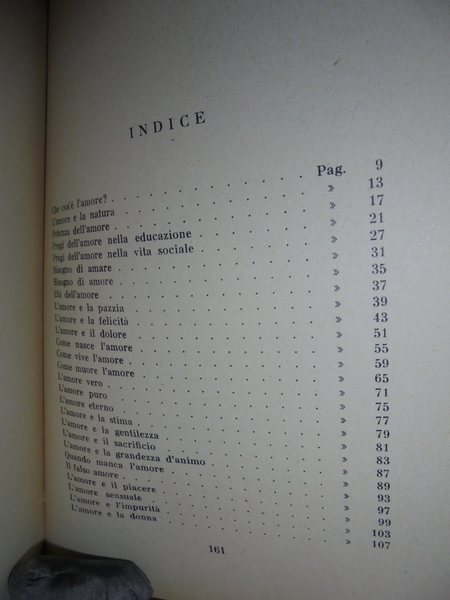 INDICE
Che cos'è l'amore? . . . . . . . . Pag. 9
L'amore e la natura . . . . . . . . » 13
Potenza dell'amore . . . . . . . . » 17
Pregi dell'amore nella educazione . . . . . » 21
Pregi dell'amore nella vita sociale . . . . . » 27
Bisogno di amare . . . . . . . . » 31
Bisogno di amore . . . . . . . . » 35
Età dell'amore . . . . . . . . » 37
L'amore e la pazzia . . . . . . . . » 39
L'amore e la felicità . . . . . . . . » 43
L'amore e il dolore . . . . . . . . » 51
Come nasce l'amore . . . . . . . . » 55
Come vive l'amore . . . . . . . . » 59
Come muore l'amore . . . . . . . . » 65
L'amore vero . . . . . . . . » 71
L'amore puro . . . . . . . . » 75
L'amore eterno . . . . . . . . » 77
L'amore e la stima . . . . . . . . » 79
L'amore e la gentilezza . . . . . . . . » 81
L'amore e il sacrificio . . . . . . . . » 83
L'amore e la grandezza d'animo . . . . . » 87
Quando manca l'amore . . . . . . . . » 89
Il falso amore . . . . . . . . » 93
L'amore e il piacere . . . . . . . . » 97
L'amore sensuale . . . . . . . . » 99
L'amore e l'impurità . . . . . . . . » 103
L'amore e la donna . . . . . . . . » 107
161